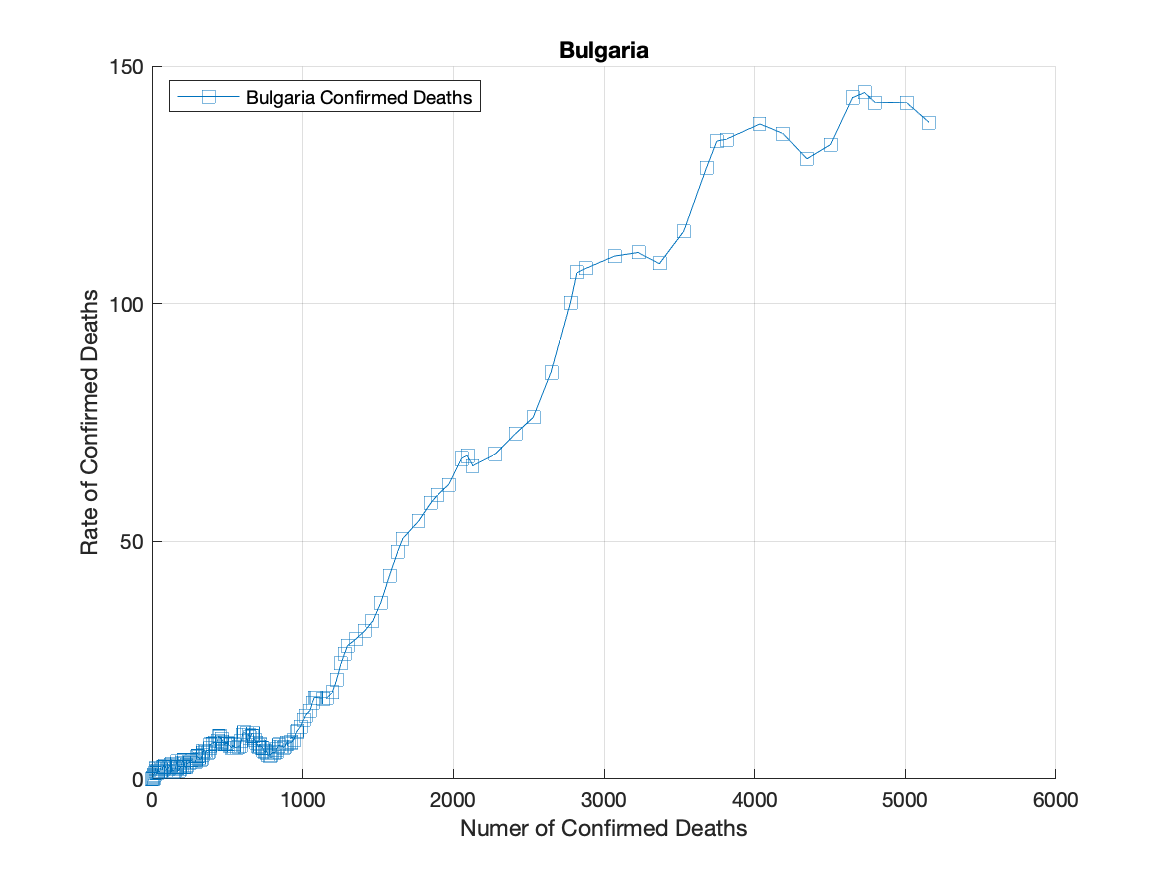 Bulgaria
Bulgaria Confirmed Deaths
150
100
50
0
Rate of Confirmed Deaths
0 1000 2000 3000 4000 5000 6000
Numer of Confirmed Deaths